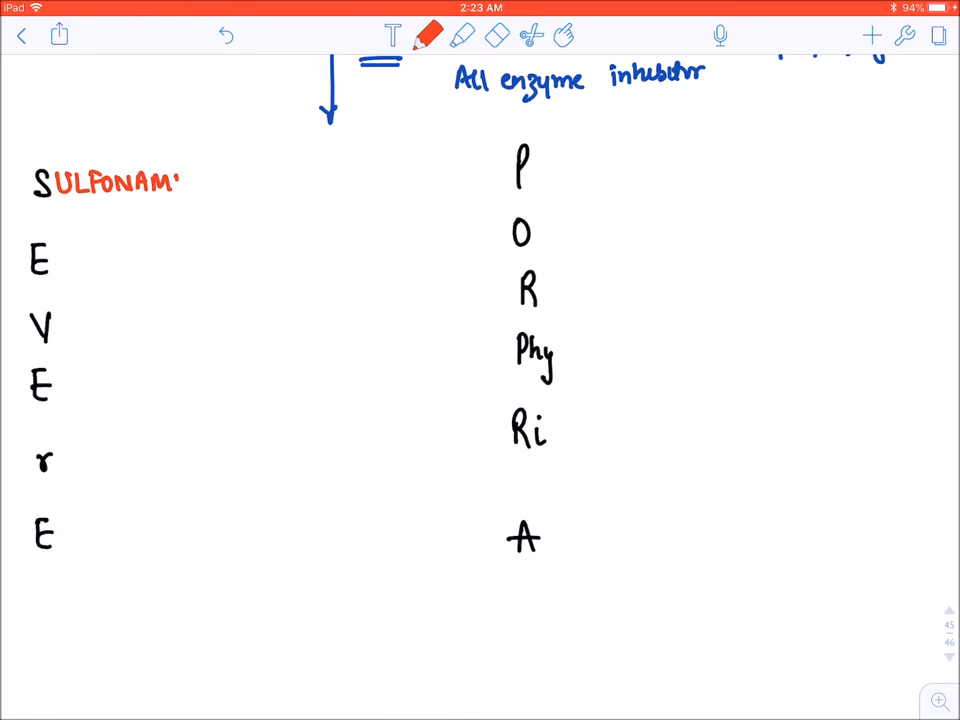 iPad 2:23 AM 94%
T
All enzyme inhibitor
SULFONAM
E
V
E
r
E
P
O
R
Phy
Ri
A
45
46